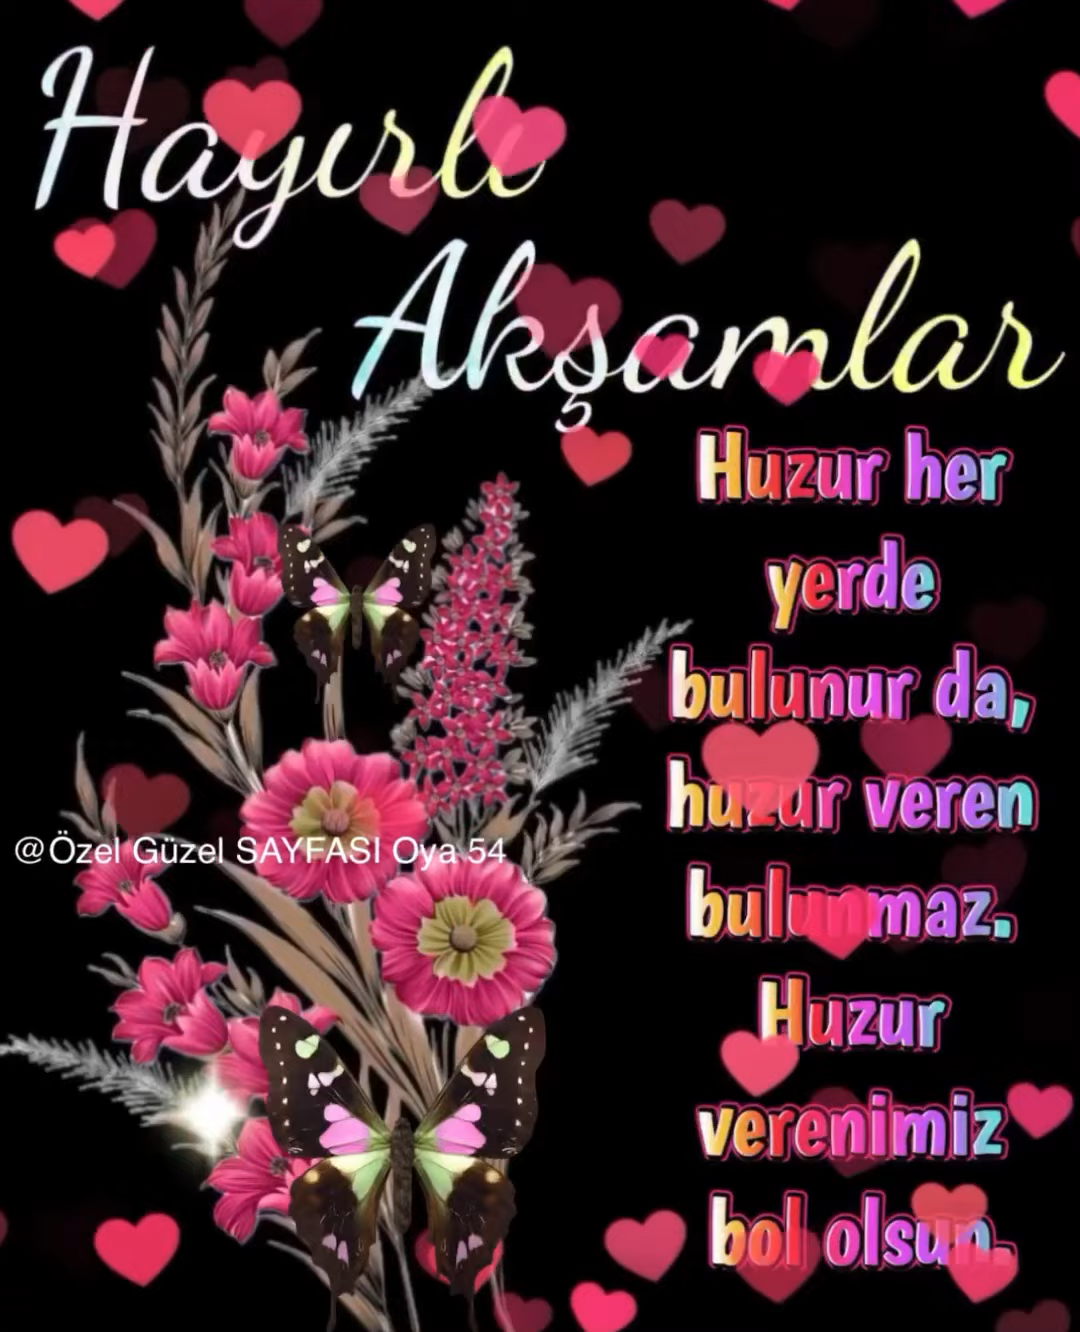 Hayırlı
Akşamlar
Huzur her
yerde
bulunur da,
huzur veren
bulunmaz.
Huzur
verenimiz
bol olsun.
@Özel Güzel SAYFASI Oya 54